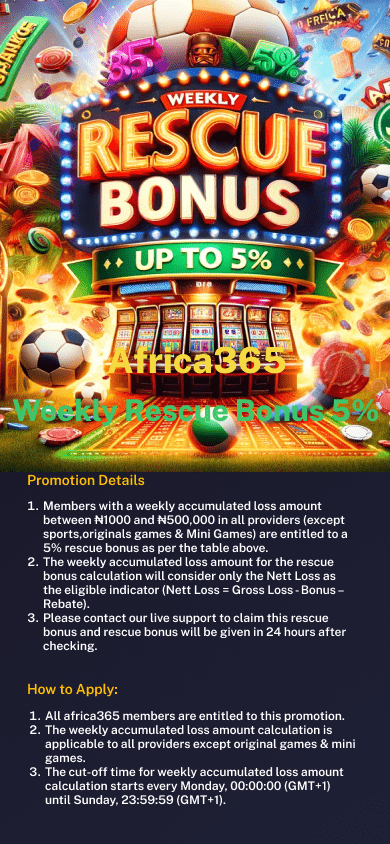 35
5%
AFRICA
WEEKLY
RESCUE
BONUS
UP TO 5%
Africa365
Weekly Rescue Bonus 5%
Promotion Details
1. Members with a weekly accumulated loss amount
between ₦1000 and ₦500,000 in all providers (except
sports,originals games & Mini Games) are entitled to a
5% rescue bonus as per the table above.
2. The weekly accumulated loss amount for the rescue
bonus calculation will consider only the Nett Loss as
the eligible indicator (Nett Loss = Gross Loss - Bonus –
Rebate).
3. Please contact our live support to claim this rescue
bonus and rescue bonus will be given in 24 hours after
checking.
How to Apply:
1. All africa365 members are entitled to this promotion.
2. The weekly accumulated loss amount calculation is
applicable to all providers except original games & mini
games.
3. The cut-off time for weekly accumulated loss amount
calculation starts every Monday, 00:00:00 (GMT+1)
until Sunday, 23:59:59 (GMT+1).